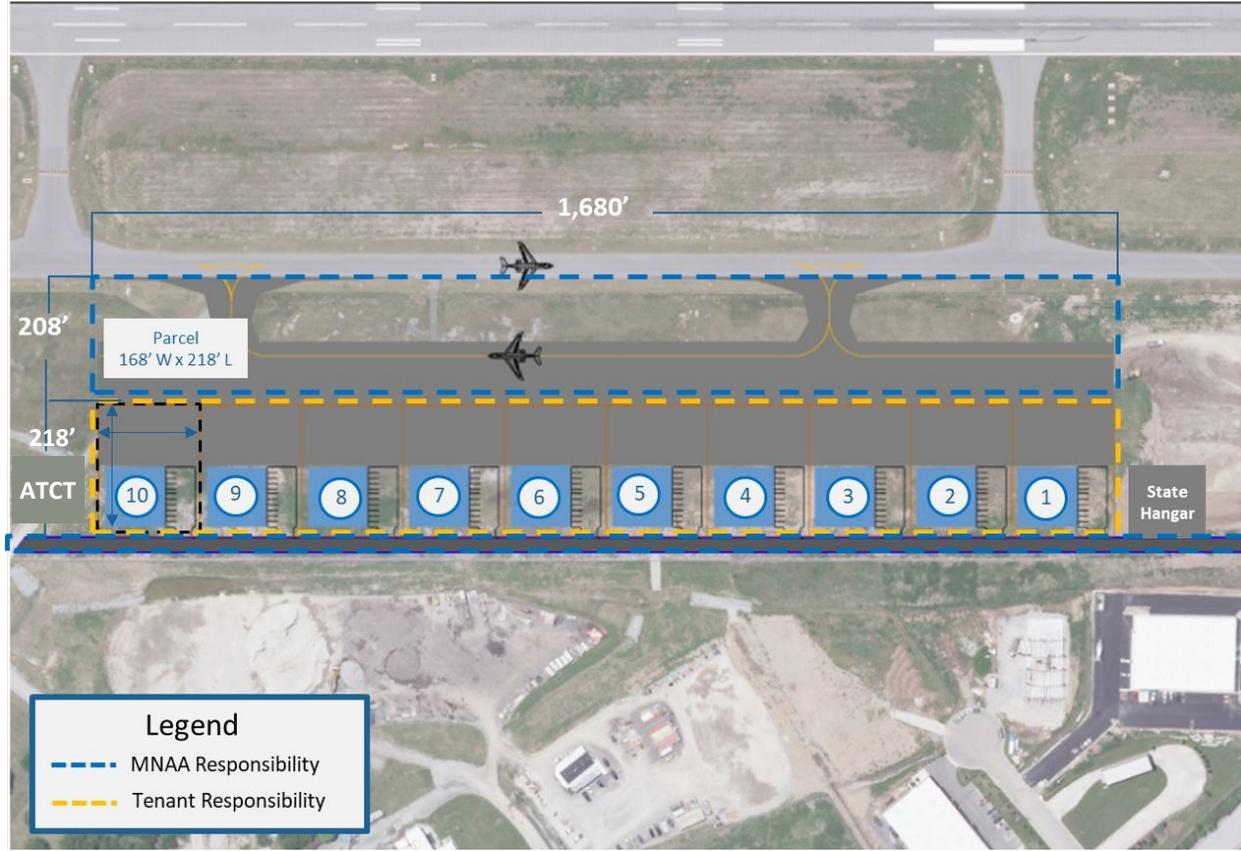 1,680’
208’
Parcel
168’ W x 218’ L
218’
ATCT
10
9
8
7
6
5
4
3
2
1
State
Hangar
Legend
MNAA Responsibility
Tenant Responsibility